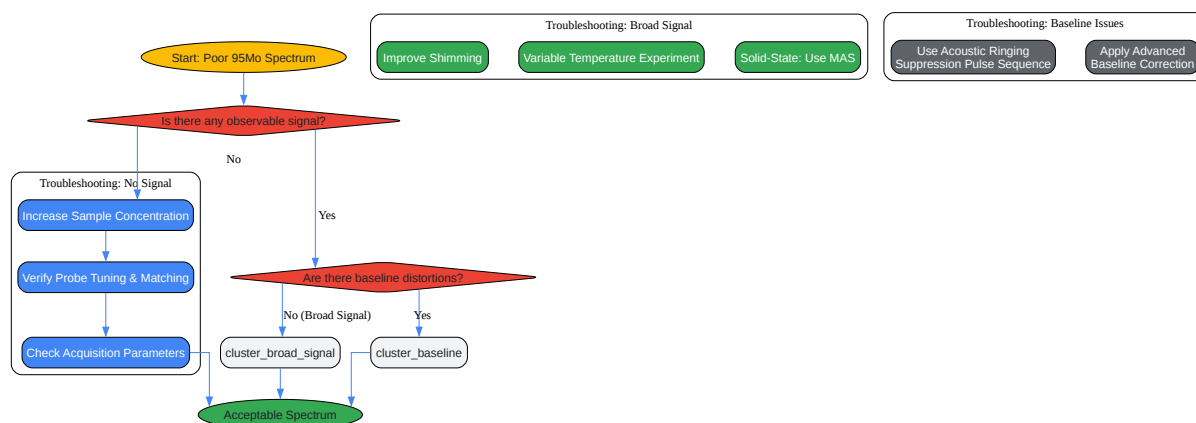 Troubleshooting: Broad Signal
Improve Shimming
Variable Temperature Experiment
Solid-State: Use MAS
Troubleshooting: Baseline Issues
Use Acoustic Ringing
Suppression Pulse Sequence
Apply Advanced
Baseline Correction
Start: Poor 95Mo Spectrum
Is there any observable signal?
No
Yes
Troubleshooting: No Signal
Increase Sample Concentration
Verify Probe Tuning & Matching
Check Acquisition Parameters
Are there baseline distortions?
No (Broad Signal)
Yes
cluster_broad_signal
cluster_baseline
Acceptable Spectrum